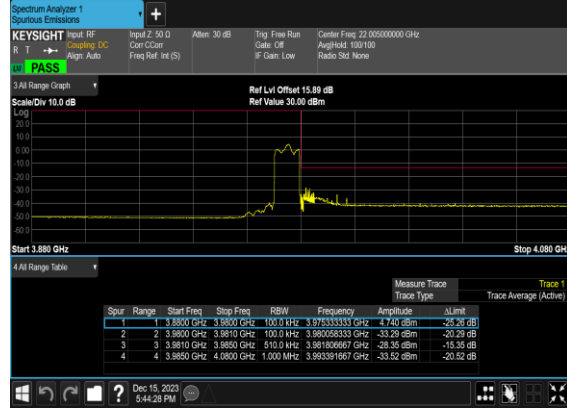 Spectrum Analyzer 1
Spurious Emissions
+
KEYSIGHT Input: RF Input Z: 50 Ω Atten: 30 dB Trig: Free Run Center Freq: 22.005000000 GHz
R T Coupling: DC Corr CCorr Gate: Off Avg|Hold: 100/100
Align: Auto Freq Ref: Int (S) IF Gain: Low Radio Std: None
PASS
3 All Range Graph
Ref Lvl Offset 15.89 dB
Scale/Div 10.0 dB Ref Value 30.00 dBm
Log
20.0
10.0
0.00
-10.0
-20.0
-30.0
-40.0
-50.0
-60.0
Start 3.880 GHz Stop 4.080 GH
4 All Range Table
Measure Trace Trace 1
Trace Type Trace Average (Active)
Spur Range Start Freq Stop Freq RBW Frequency Amplitude ΔLimit
1 1 3.8800 GHz 3.9800 GHz 100.0 kHz 3.975333333 GHz 4.740 dBm -25.26 dB
2 2 3.9800 GHz 3.9810 GHz 100.0 kHz 3.980058333 GHz -33.29 dBm -20.29 dB
3 3 3.9810 GHz 3.9850 GHz 510.0 kHz 3.981806667 GHz -28.35 dBm -15.35 dB
4 4 3.9850 GHz 4.0800 GHz 1.000 MHz 3.993391667 GHz -33.52 dBm -20.52 dB
? Dec 15, 2023
5:44:28 PM